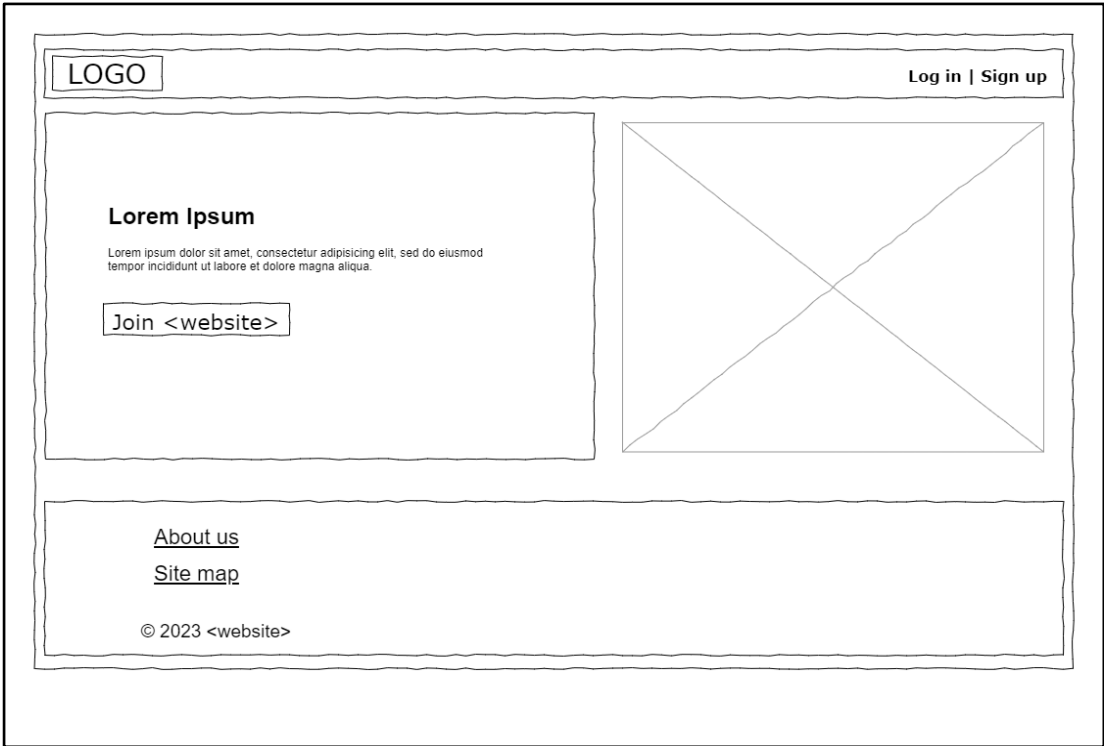 LOGO
Log in | Sign up
Lorem Ipsum
Lorem ipsum dolor sit amet, consectetur adipisicing elit, sed do eiusmod
tempor incididunt ut labore et dolore magna aliqua.
Join <website>
About us
Site map
© 2023 <website>